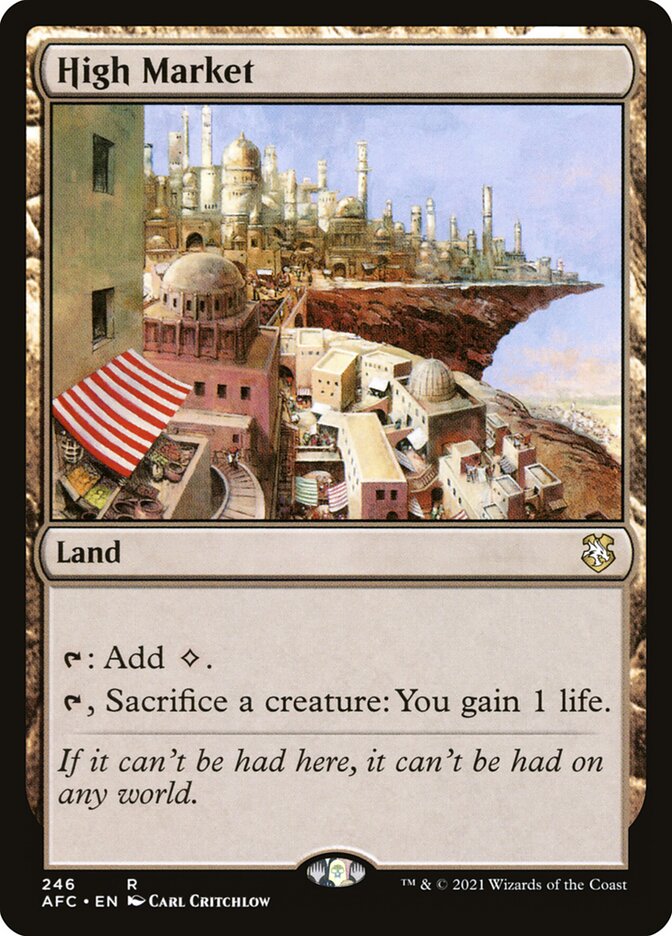 High Market
Land
: Add .
, Sacrifice a creature: You gain 1 life.
If it can't be had here, it can't be had on
any world.
246 R
AFC • EN Carl Critchlow
™ & © 2021 Wizards of the Coast